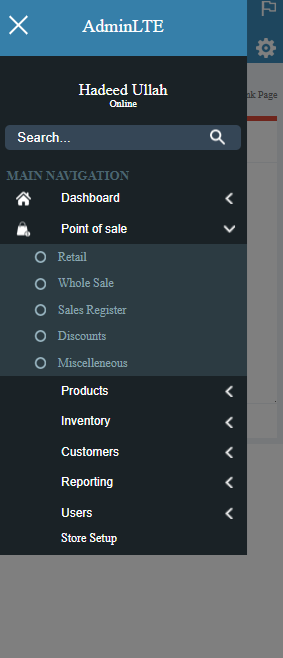 AdminLTE
Hadeed Ullah
Online
nk Page
Search...
MAIN NAVIGATION
Dashboard
Point of sale
Retail
Whole Sale
Sales Register
Discounts
Miscelleneous
Products
Inventory
Customers
Reporting
Users
Store Setup